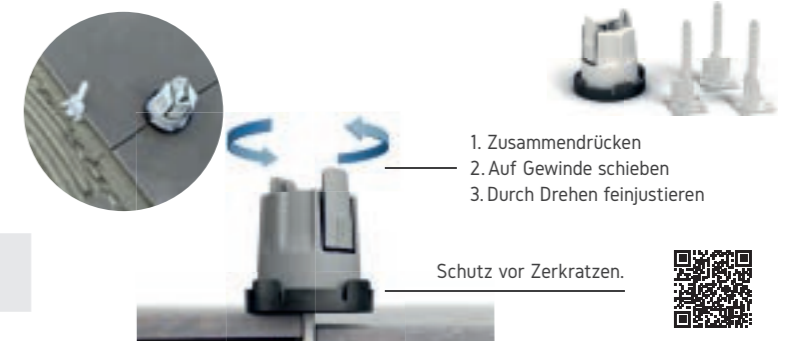 1. Zusammendrücken
2. Auf Gewinde schieben
3. Durch Drehen feinjustieren
Schutz vor Zerkratzen.